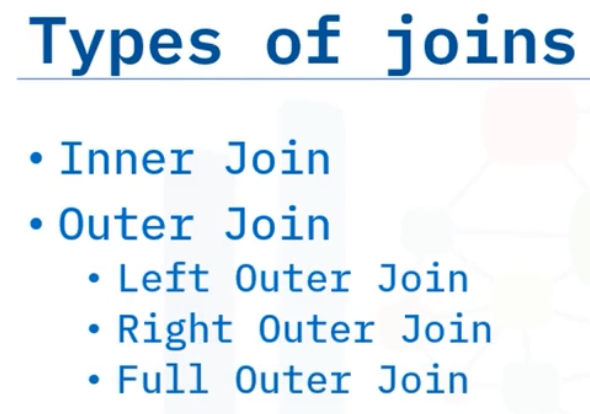 Types of joins
• Inner Join
• Outer Join
• Left Outer Join
• Right Outer Join
• Full Outer Join